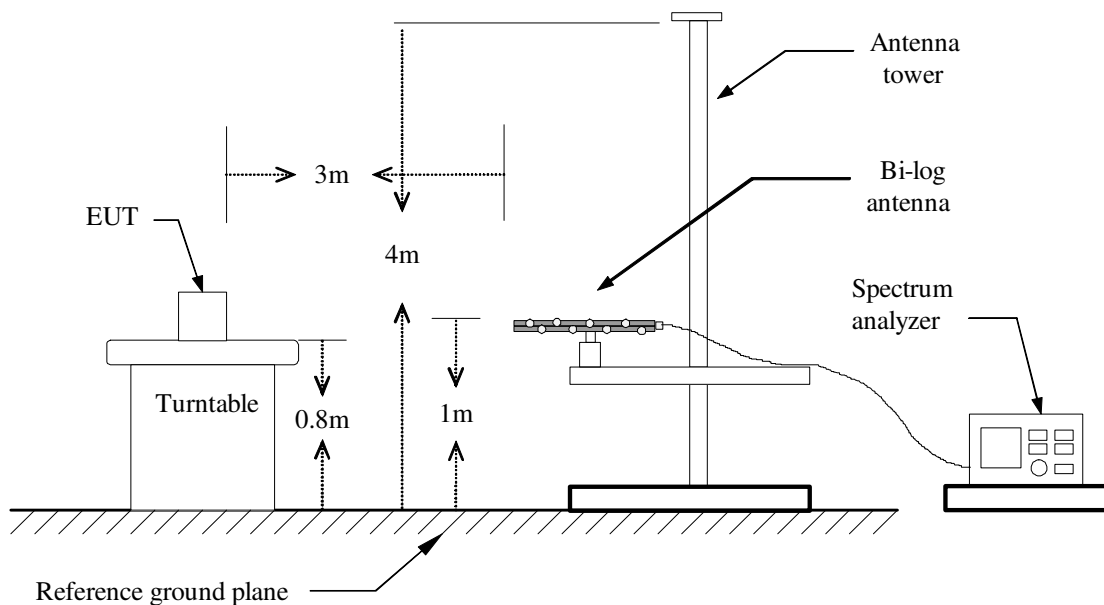 Antenna
tower
3m
Bi-log
antenna
EUT
4m
Spectrum
analyzer
Turntable
0.8m
1m
Reference ground plane